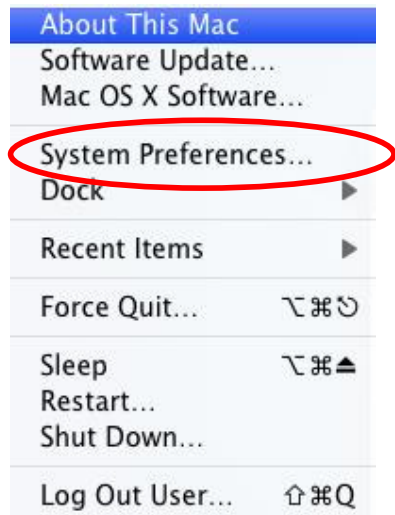 About This Mac
Software Update...
Mac OS X Software...
System Preferences...
Dock ▶
Recent Items ▶
Force Quit... ⌥⌘⎋
Sleep ⌥⌘⏏
Restart...
Shut Down...
Log Out User... ⇧⌘Q